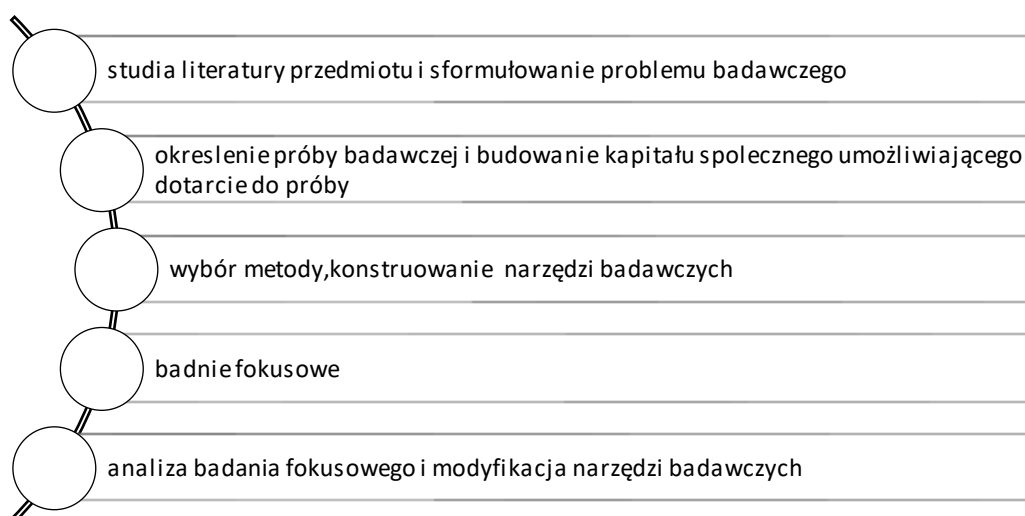 studia literatury przedmiotu i sformułowanie problemu badawczego
okreslenie próby badawczej i budowanie kapitału spolecznego umożliwiającego
dotarcie do próby
wybór metody,konstruowanie narzędzi badawczych
badnie fokusowe
analiza badania fokusowego i modyfikacja narzędzi badawczych